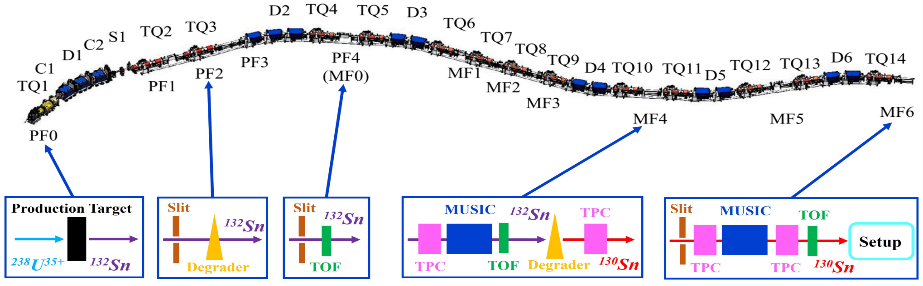 D2 TQ4 TQ5 D3
TQ2 TQ3 S1 C2 D1 C1 TQ1
TQ6 TQ7 TQ8 TQ9 D4 TQ10 TQ11 D5 TQ12 TQ13 D6 TQ14
PF0 PF1 PF2 PF3 PF4
(MF0) MF1 MF2 MF3 MF4 MF5 MF6
Production Target
238U35+
132Sn
Slit
132Sn
Degrader
Slit
132Sn
TOF
MUSIC
132Sn
TPC
TPC
TOF
Degrader
130Sn
Slit
MUSIC
TOF
Setup
TPC
TPC
130Sn